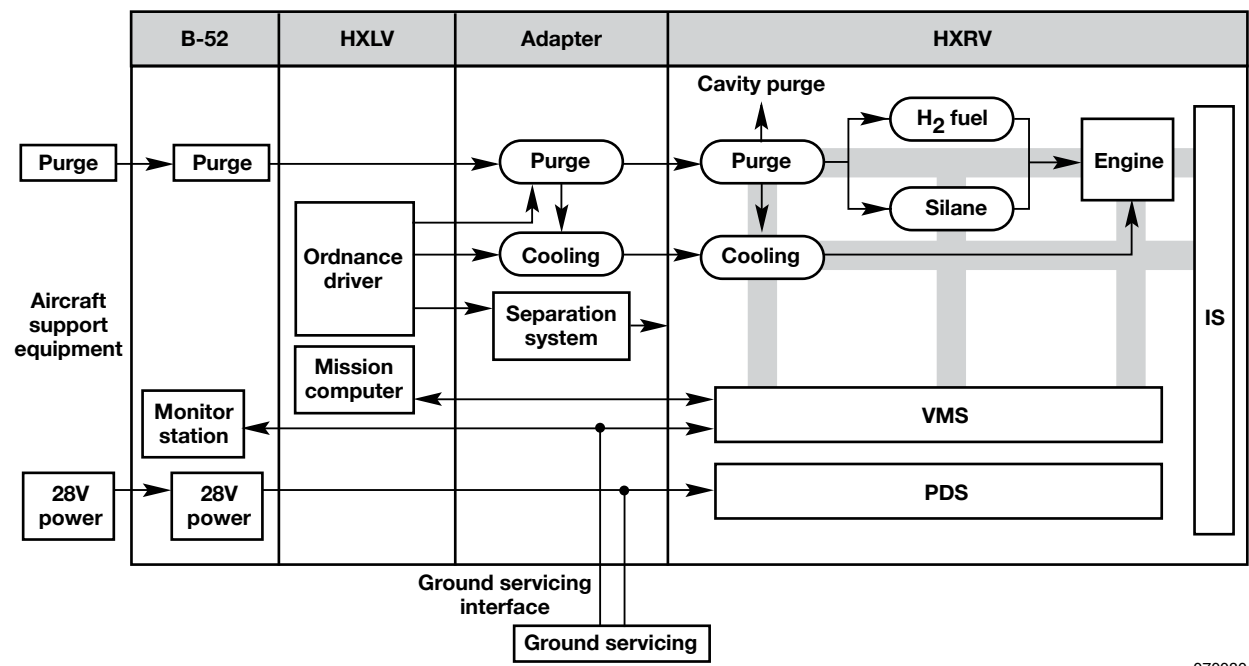 B-52
HXLV
Adapter
HXRV
Cavity purge
H2 fuel
Purge
Purge
Purge
Purge
Engine
Silane
Ordnance
driver
Cooling
Cooling
Aircraft
support
equipment
Separation
system
IS
Mission
computer
Monitor
station
VMS
28V
power
28V
power
PDS
Ground servicing
interface
Ground servicing